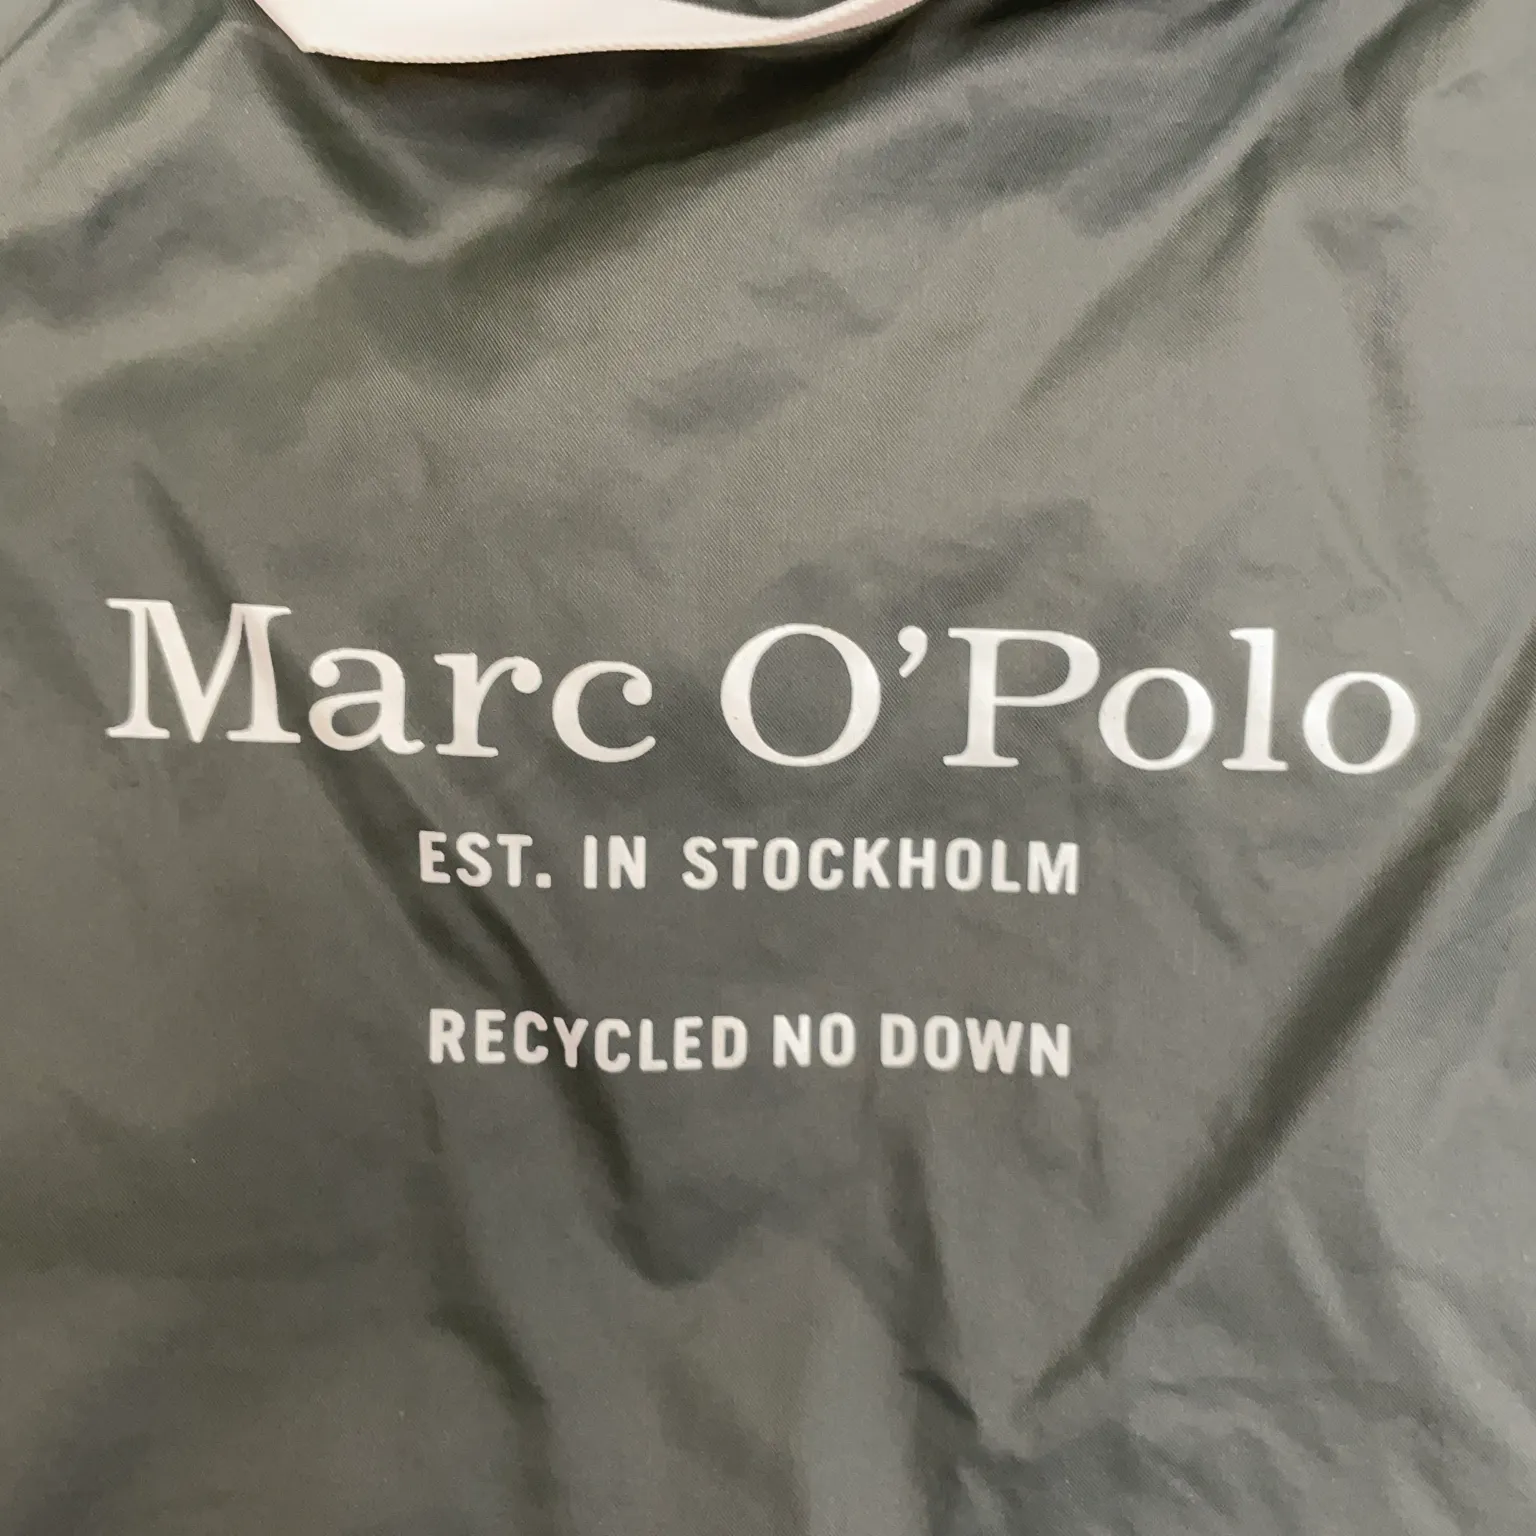 Marc O’Polo
EST. IN STOCKHOLM
RECYCLED NO DOWN